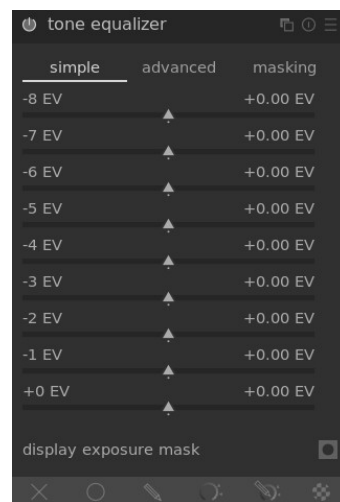 tone equalizer
simple advanced masking
-8 EV +0.00 EV
-7 EV +0.00 EV
-6 EV +0.00 EV
-5 EV +0.00 EV
-4 EV +0.00 EV
-3 EV +0.00 EV
-2 EV +0.00 EV
-1 EV +0.00 EV
+0 EV +0.00 EV
display exposure mask